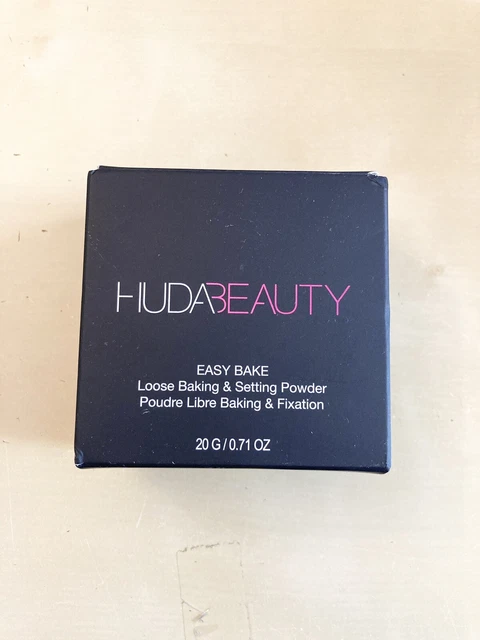 HUDABEAUTY
EASY BAKE
Loose Baking & Setting Powder
Poudre Libre Baking & Fixation
20 G / 0.71 OZ